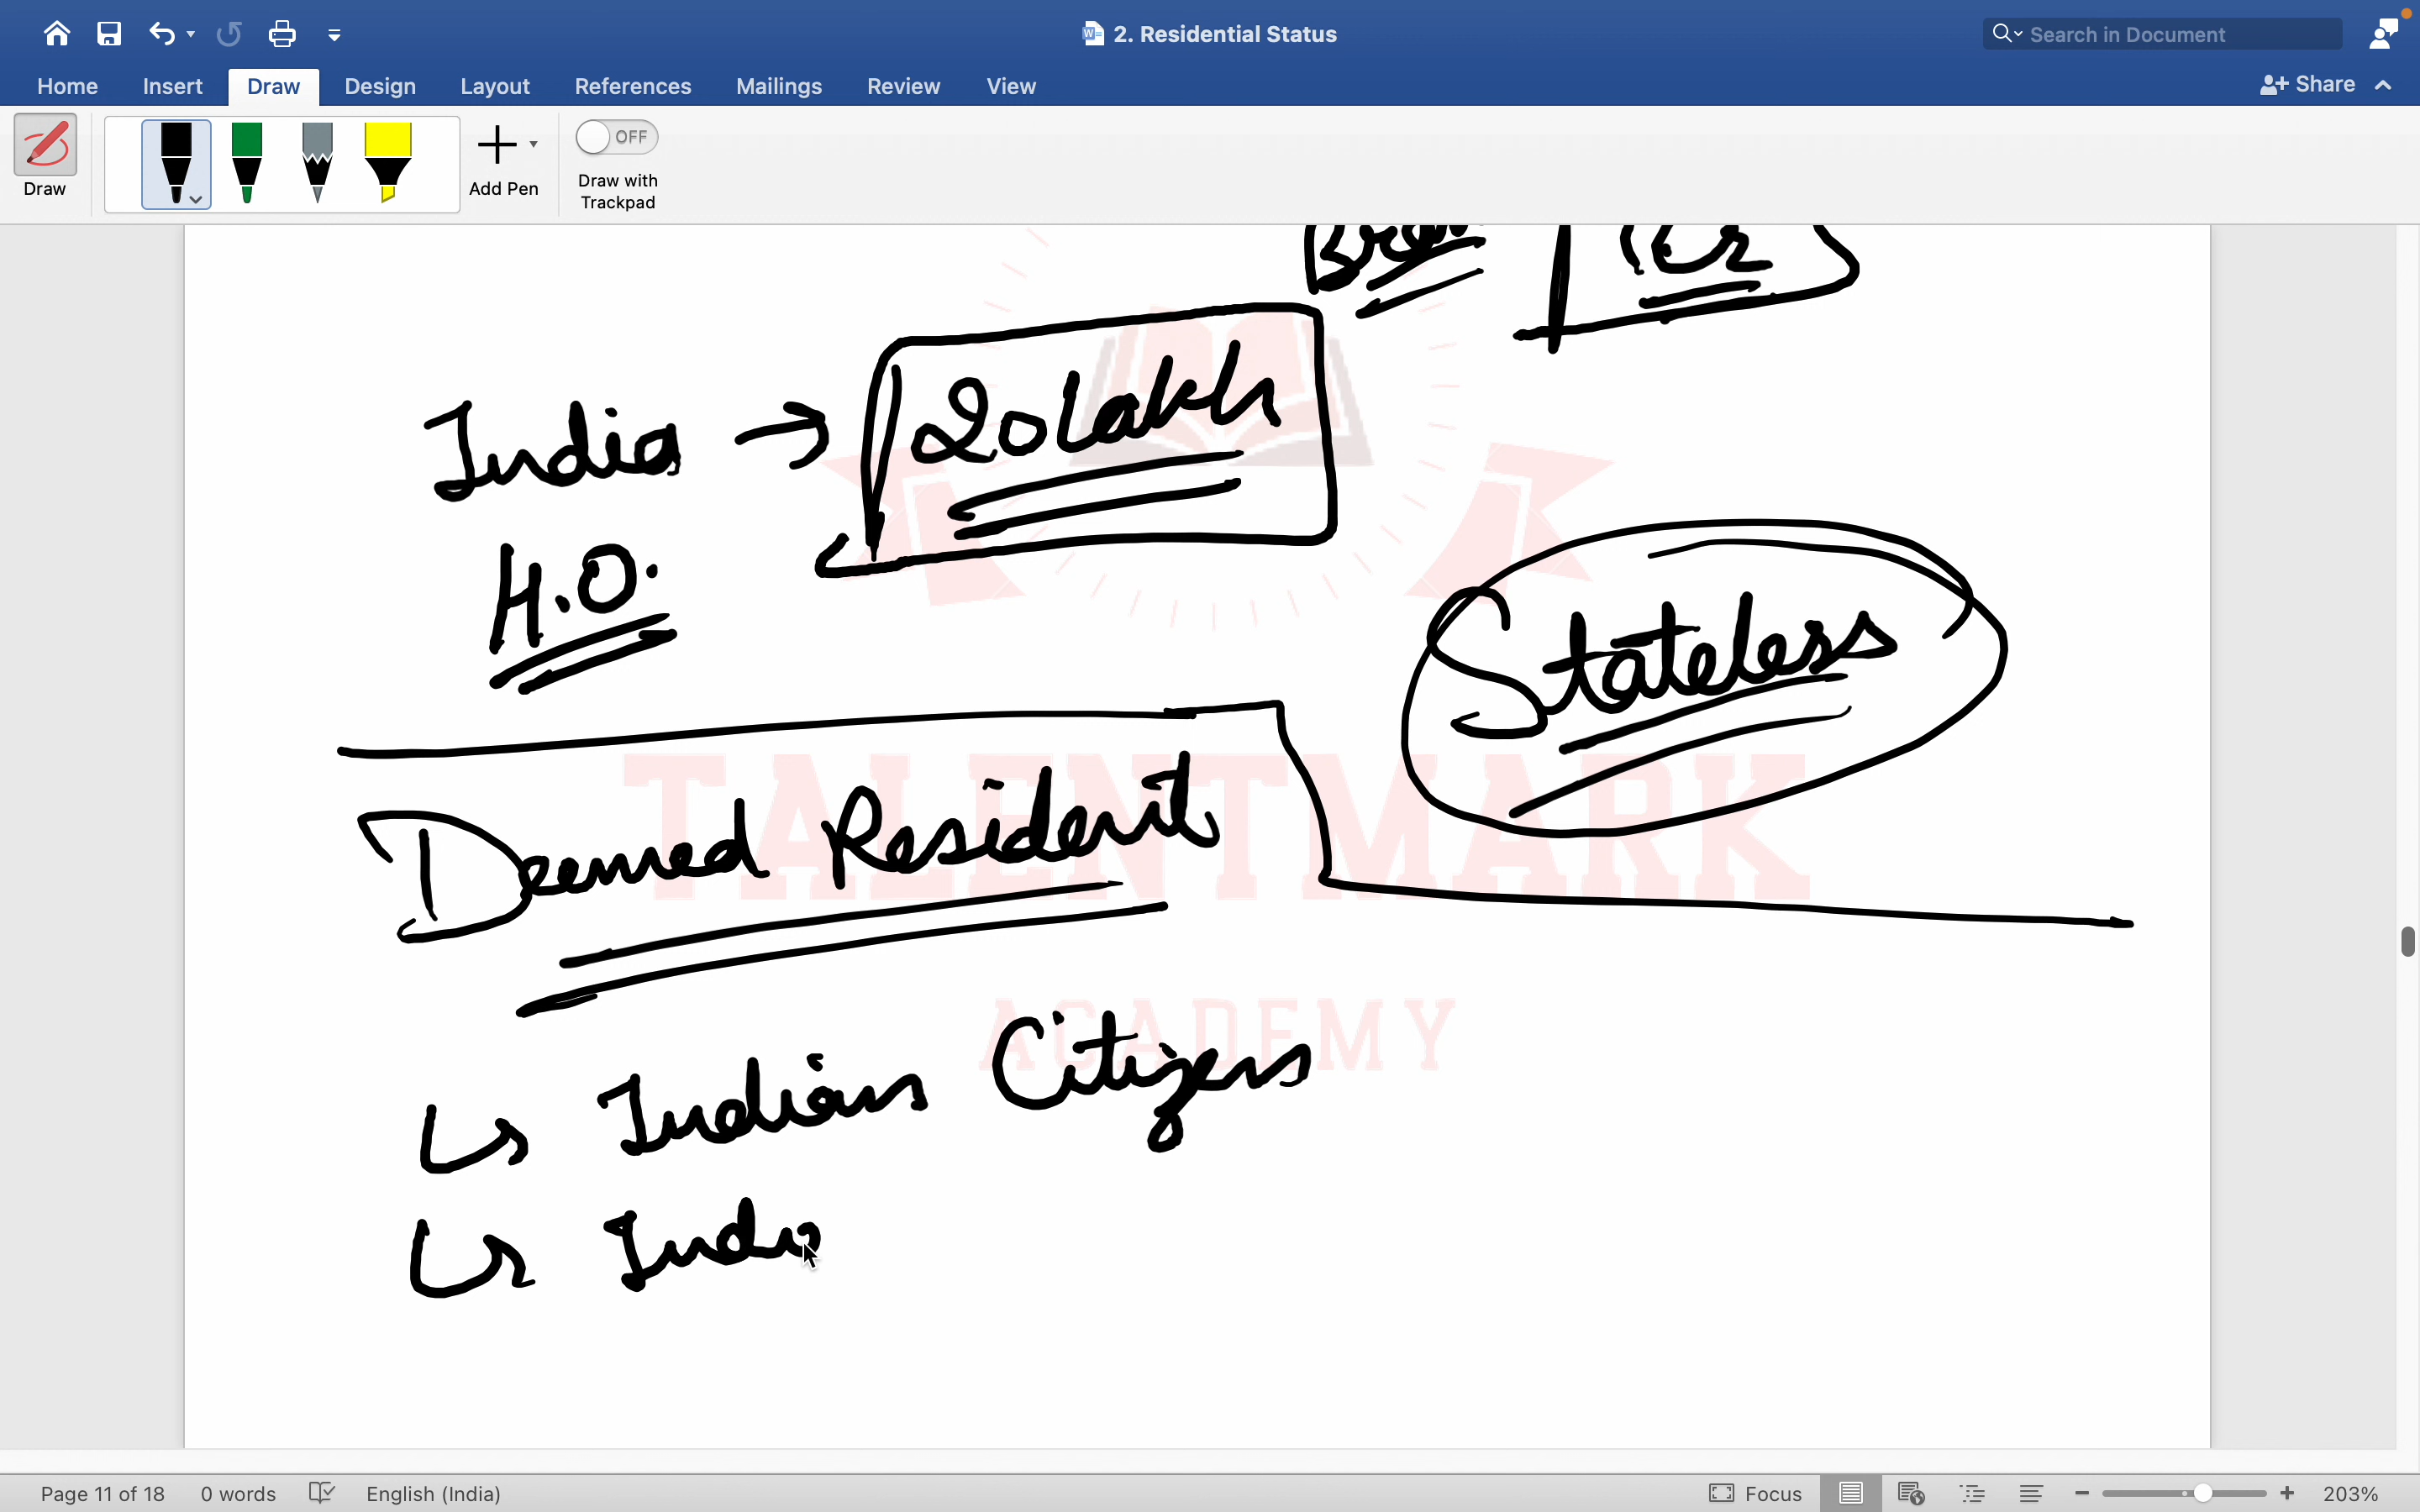 2. Residential Status
Search in Document
Home Insert Draw Design Layout References Mailings Review View
Share
Draw
Add Pen
OFF
Draw with
Trackpad
India → 20 Lakh
H.O.
Stateless
Deemed Resident
Indian Citizens
TALENTMARK
ACADEMY
Page 11 of 18 0 words English (India) Focus 203%